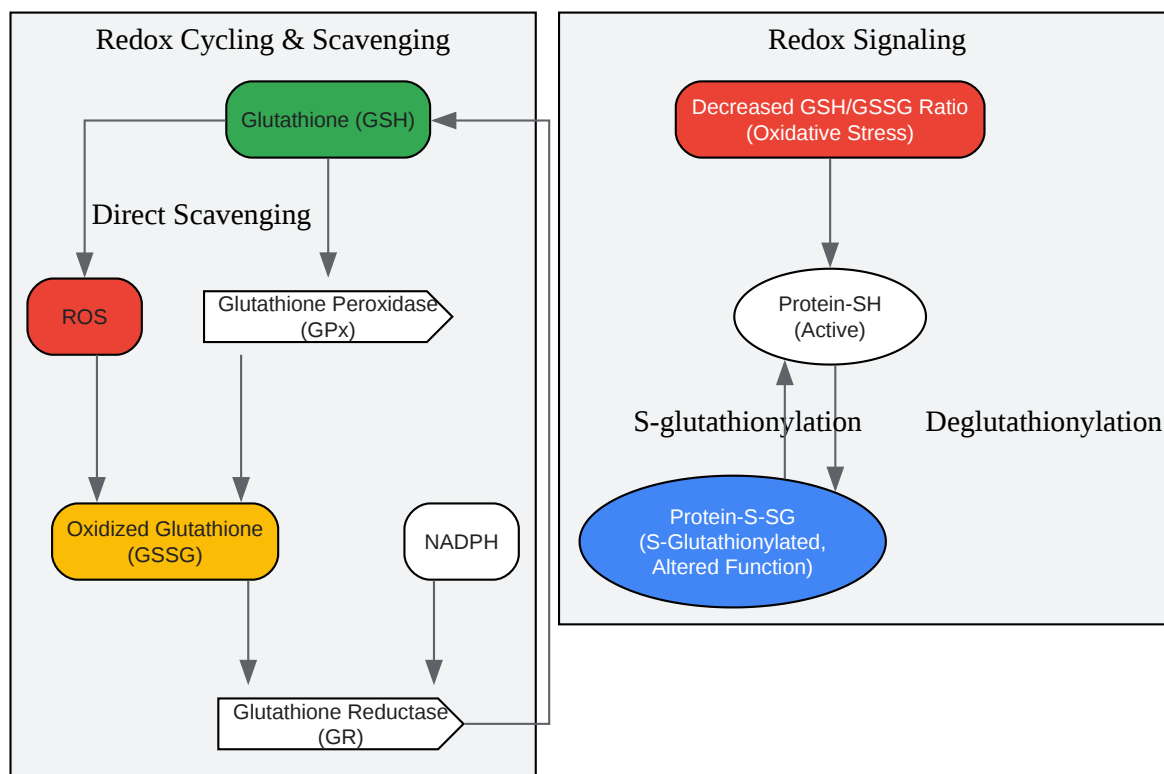 Redox Cycling & Scavenging
Glutathione (GSH)
Direct Scavenging
ROS
Glutathione Peroxidase
(GPx)
Oxidized Glutathione
(GSSG)
NADPH
Glutathione Reductase
(GR)
Redox Signaling
Decreased GSH/GSSG Ratio
(Oxidative Stress)
Protein-SH
(Active)
S-glutathionylation
Deglutathionylation
Protein-S-SG
(S-Glutathionylated,
Altered Function)